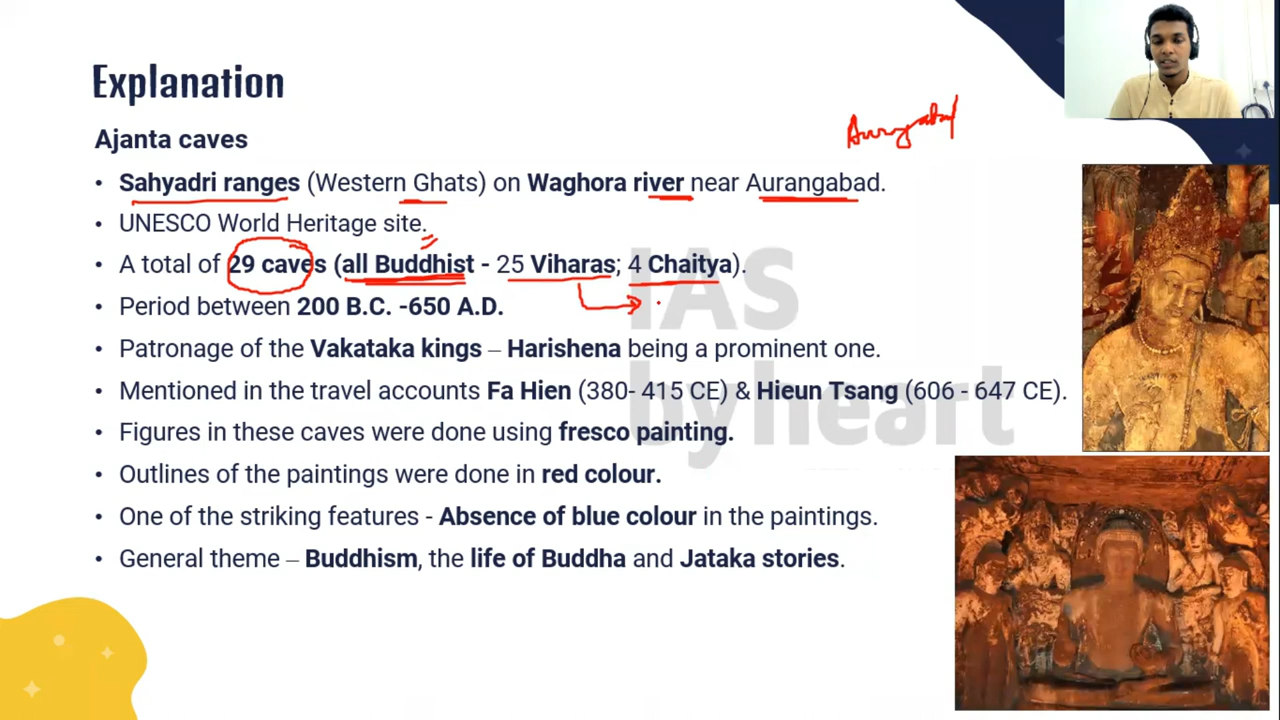 Explanation
Aurangabad
Ajanta caves
• Sahyadri ranges (Western Ghats) on Waghora river near Aurangabad.
• UNESCO World Heritage site.
• A total of 29 caves (all Buddhist - 25 Viharas; 4 Chaitya).
• Period between 200 B.C. -650 A.D.
• Patronage of the Vakataka kings – Harishena being a prominent one.
• Mentioned in the travel accounts Fa Hien (380- 415 CE) & Hieun Tsang (606 - 647 CE).
• Figures in these caves were done using fresco painting.
• Outlines of the paintings were done in red colour.
• One of the striking features - Absence of blue colour in the paintings.
• General theme – Buddhism, the life of Buddha and Jataka stories.
IAS
byheart